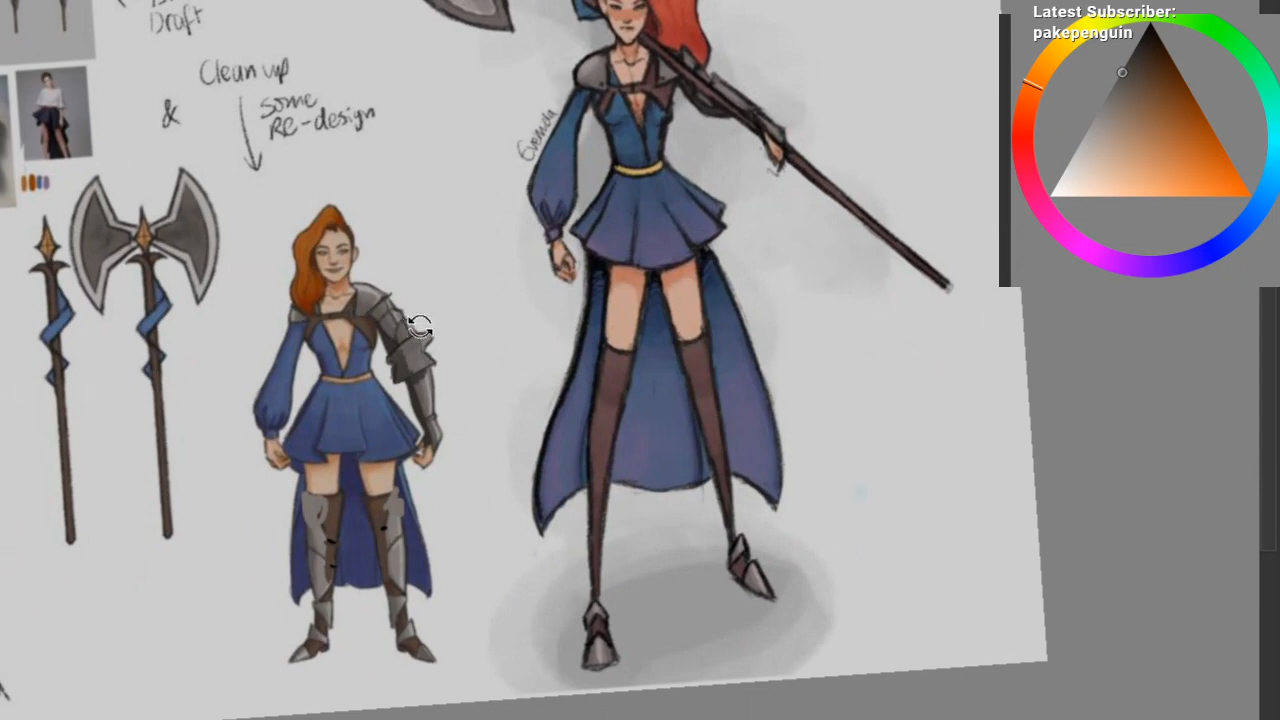 Draft
Clean up
&
some
RE-design
Latest Subscriber:
pakepenguin